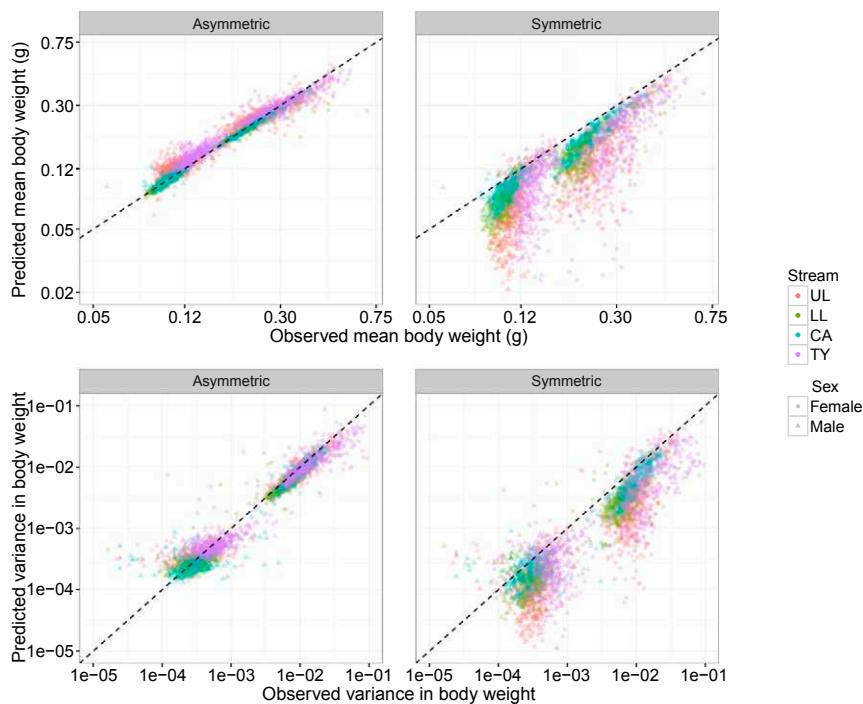 Asymmetric Symmetric
Predicted mean body weight (g)
0.75
0.30
0.12
0.05
0.02
0.05 0.12 0.30 0.75 0.05 0.12 0.30 0.75
Observed mean body weight (g)
Stream
UL
LL
CA
TY
Sex
Female
Male
Asymmetric Symmetric
Predicted variance in body weight
1e-01
1e-02
1e-03
1e-04
1e-05
1e-05 1e-04 1e-03 1e-02 1e-01 1e-05 1e-04 1e-03 1e-02 1e-01
Observed variance in body weight